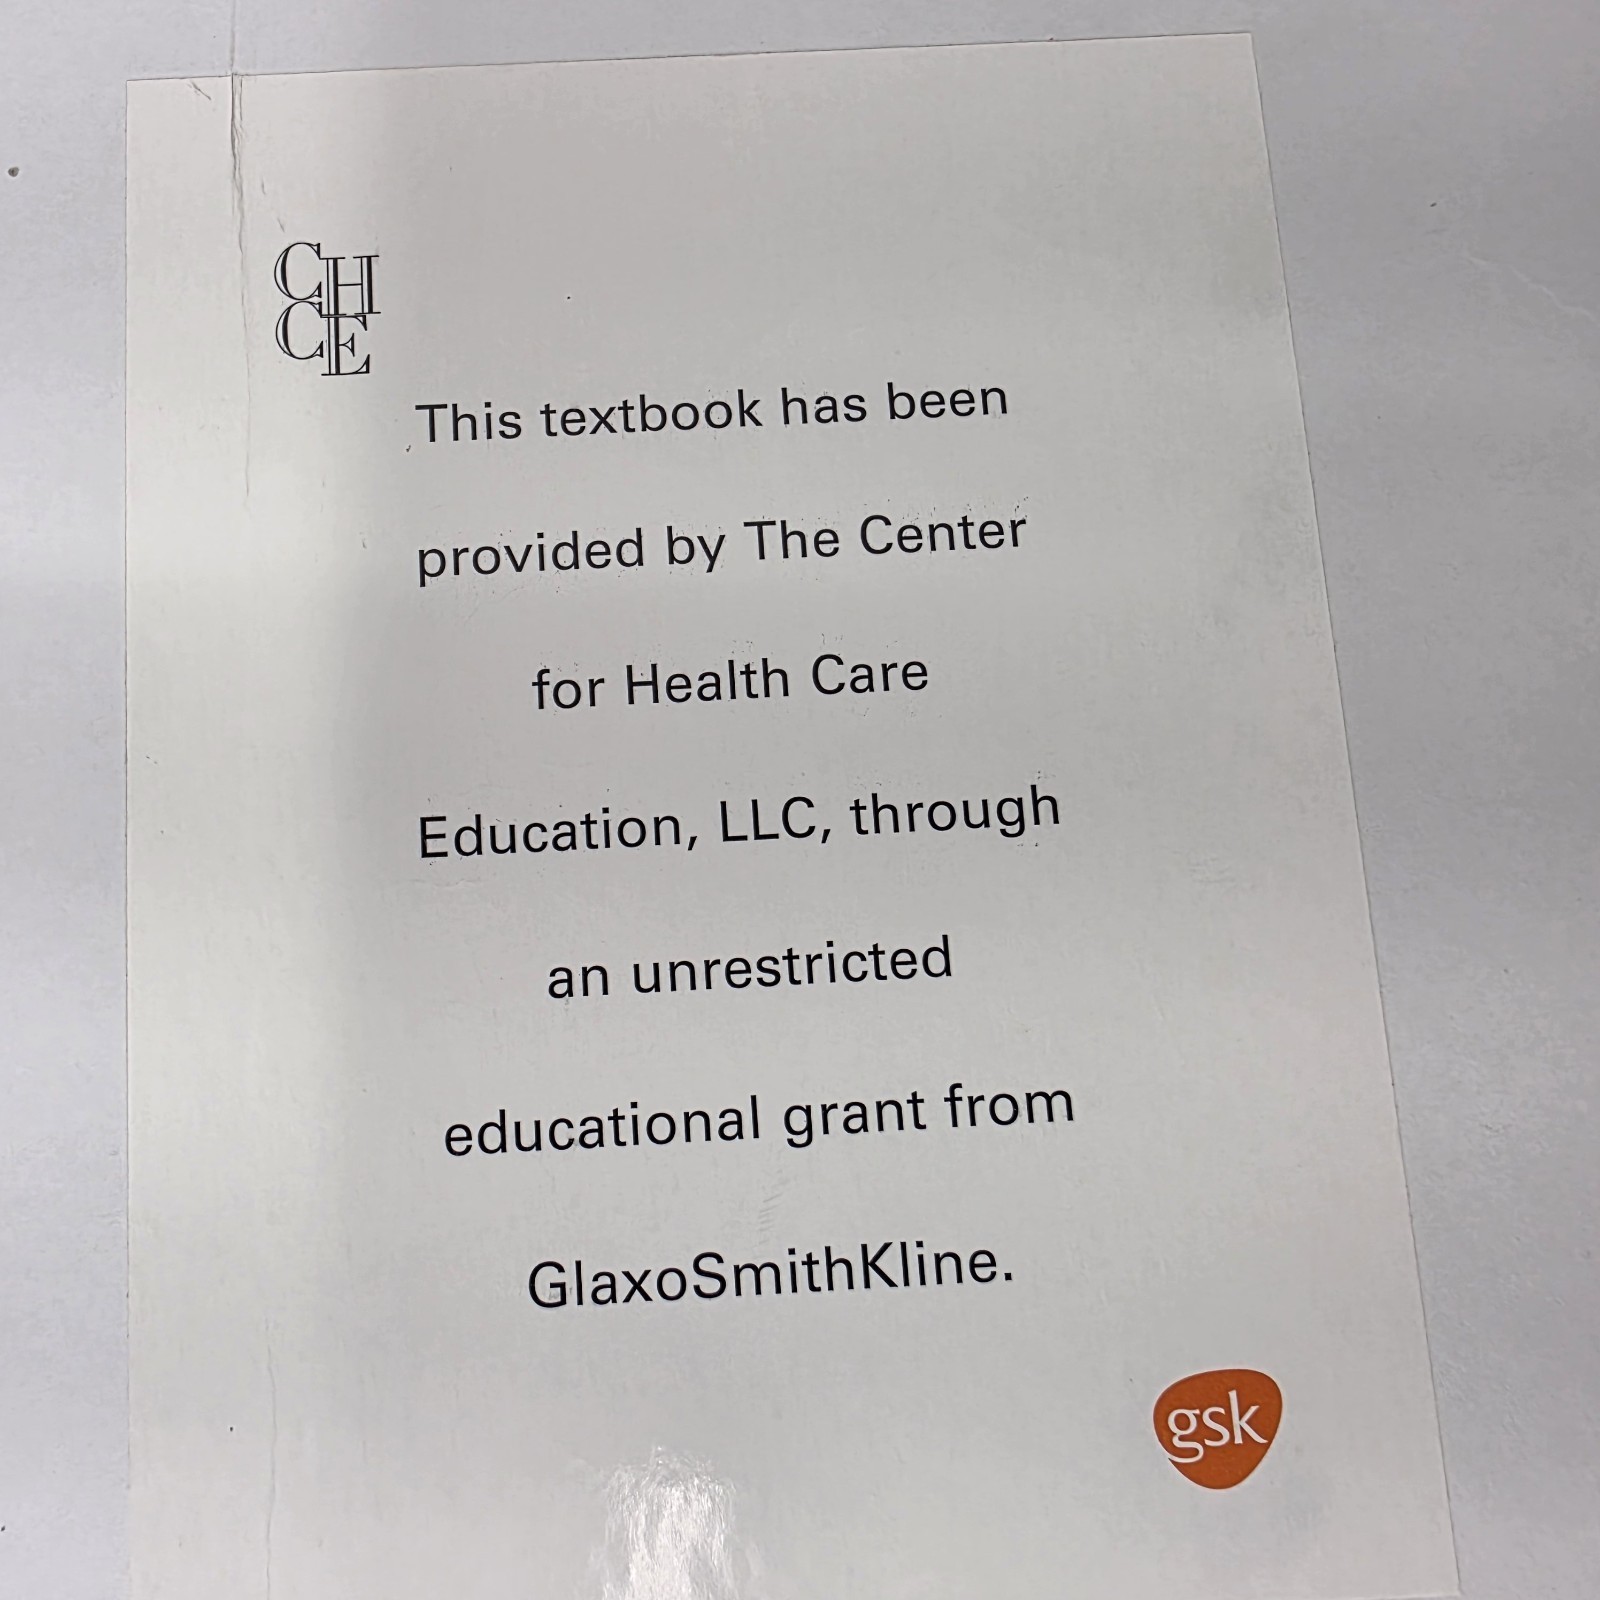 CH
CE
This textbook has been
provided by The Center
for Health Care
Education, LLC, through
an unrestricted
educational grant from
GlaxoSmithKline.
gsk